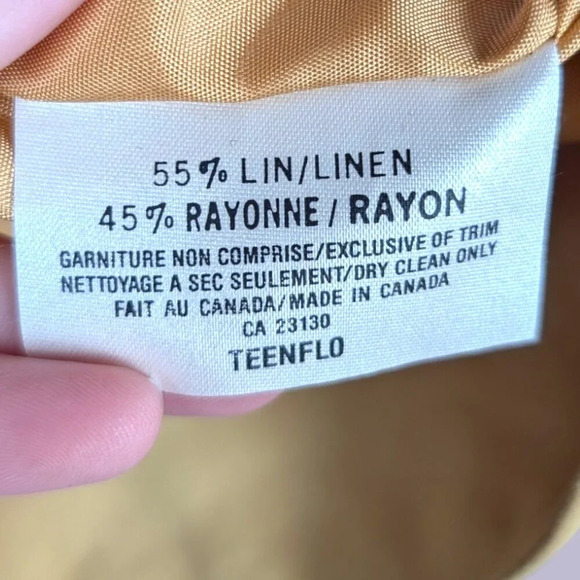 55% LIN/LINEN
45% RAYONNE / RAYON
GARNITURE NON COMPRISE/EXCLUSIVE OF TRIM
NETTOYAGE A SEC SEULEMENT/DRY CLEAN ONLY
FAIT AU CANADA/MADE IN CANADA
CA 23130
TEENFLO